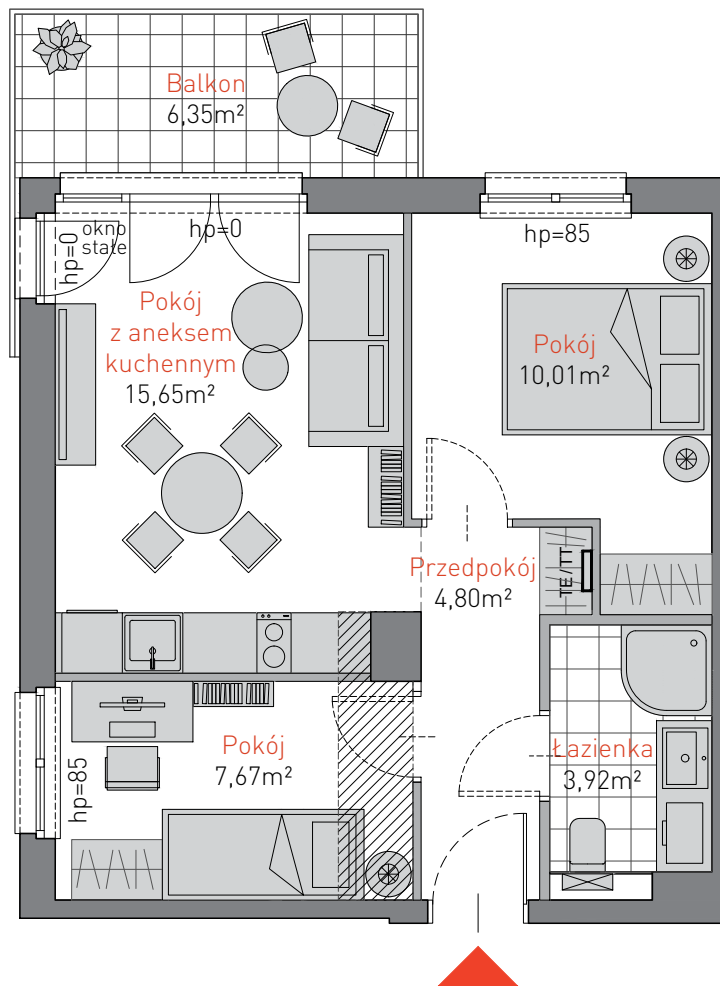 Balkon
6,35m²
okno
stałe
hp=0
hp=0
hp=85
Pokój
z aneksem
kuchennym
15,65m²
Pokój
10,01m²
Przedpokój
4,80m²
TE/TT
Pokój
7,67m²
hp=85
Łazienka
3,92m²